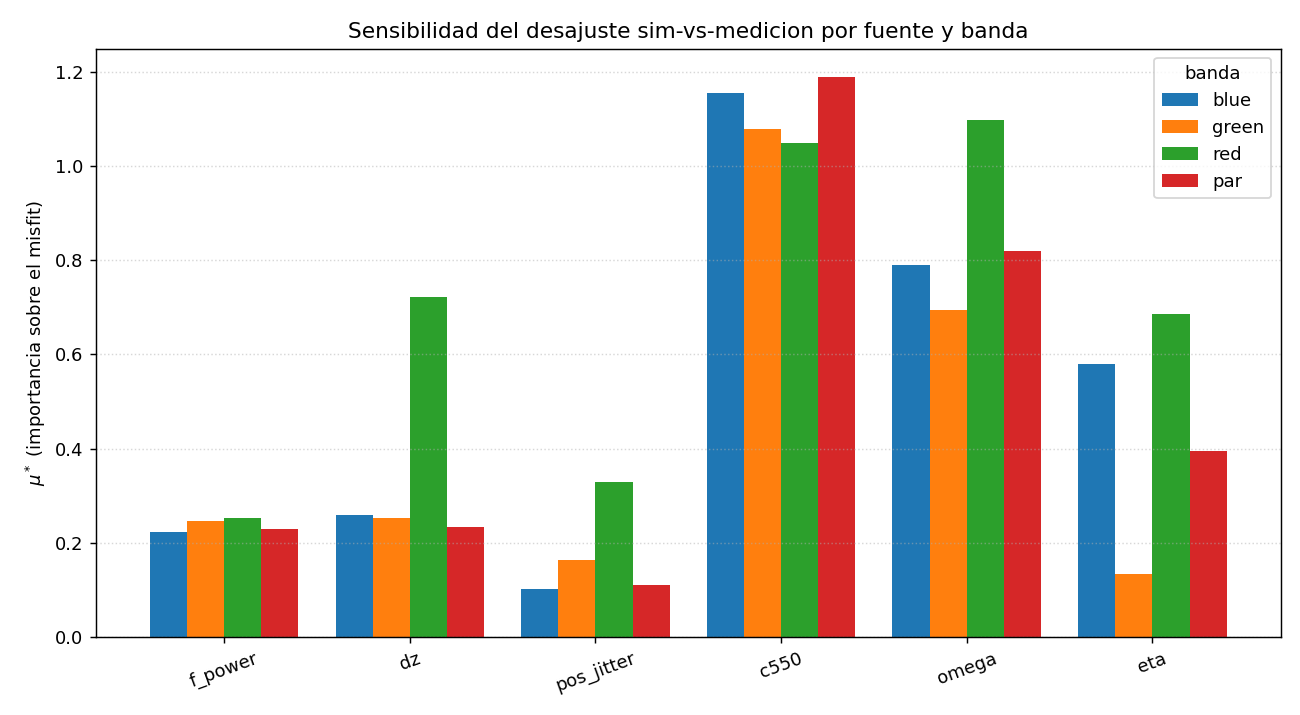 Sensibilidad del desajuste sim-vs-medicion por fuente y banda
μ* (importancia sobre el misfit)
1.2
1.0
0.8
0.6
0.4
0.2
0.0
banda
blue
green
red
par
f_power
dz
pos_jitter
c550
omega
eta